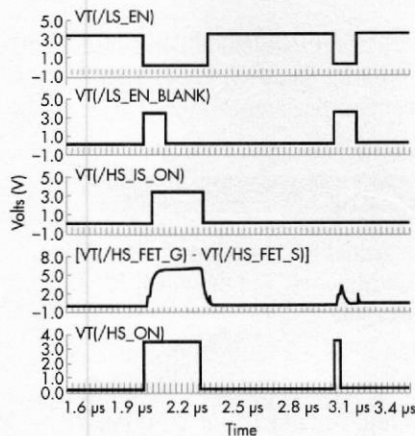 VT(/LS_EN)
5.0
3.0
1.0
−1.0
VT(/LS_EN_BLANK)
5.0
3.0
1.0
−1.0
VT(/HS_IS_ON)
5.0
3.0
1.0
−1.0
Volts (V)
[VT(/HS_FET_G) - VT(/HS_FET_S)]
8.0
5.0
2.0
−1.0
VT(/HS_ON)
4.0
3.0
2.0
1.0
0.0
1.6 µs 1.9 µs 2.2 µs 2.5 µs 2.8 µs 3.1 µs 3.4 µs
Time